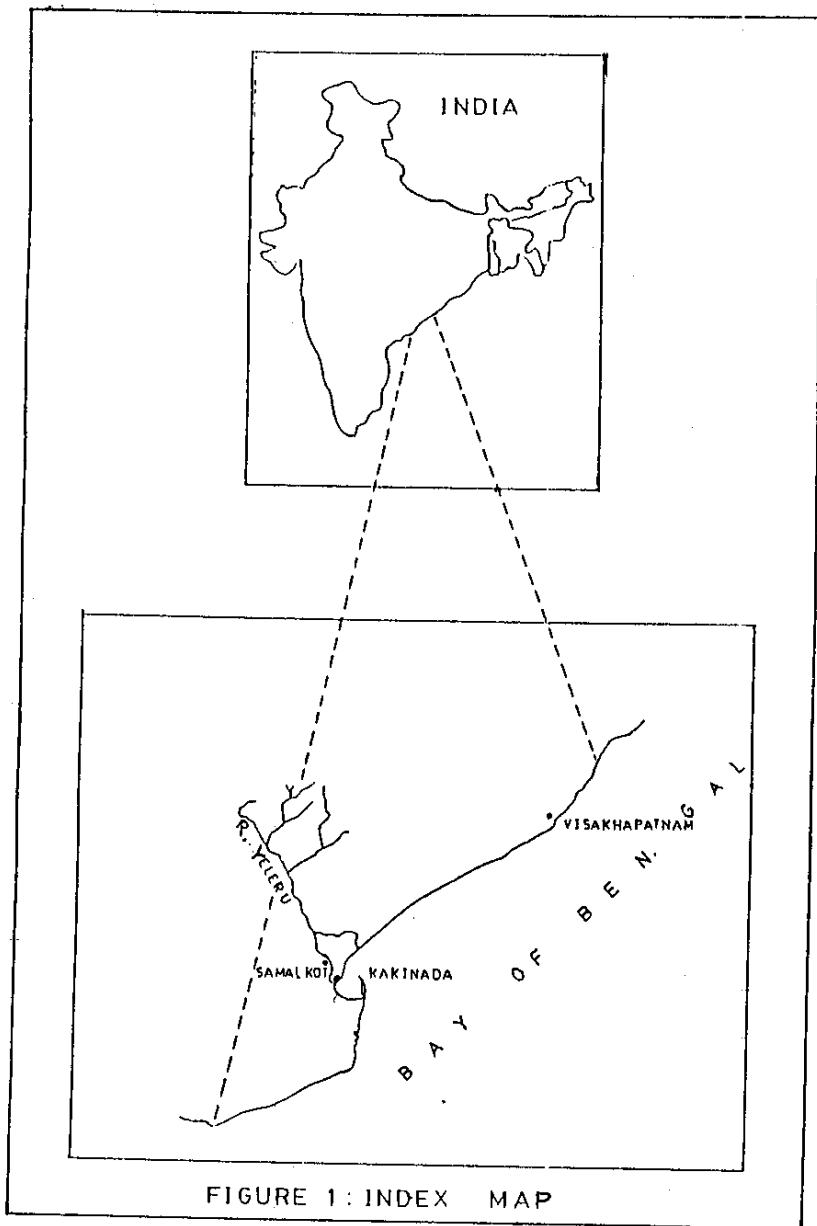 INDIA
R. YELERU
VISAKHAPATNAM
SAMALKOT
KAKINADA
BAY OF BENGAL
FIGURE 1: INDEX MAP